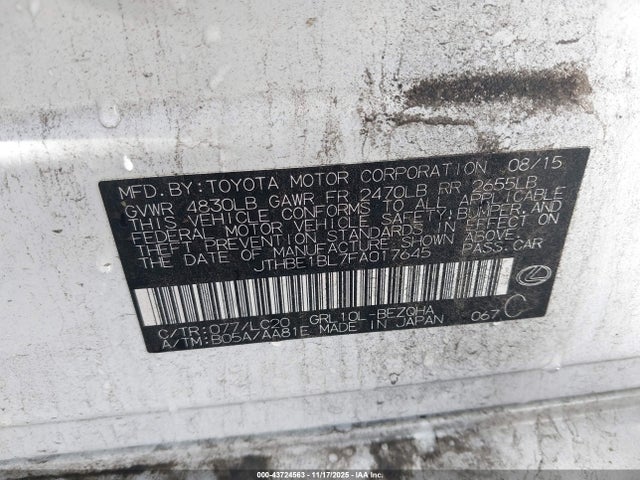 MFD. BY: TOYOTA MOTOR CORPORATION 08/15
GVWR 4830LB GAWR FR 2470LB RR 2655LB
THIS VEHICLE CONFORMS TO ALL APPLICABLE
FEDERAL MOTOR VEHICLE SAFETY, BUMPER, AND
THEFT PREVENTION STANDARDS IN EFFECT ON
THE DATE OF MANUFACTURE SHOWN ABOVE.
JTHBE1BL7FA017645 PASS. CAR
C/TR:077/LC20 GRL10L-BEZQHA
A/TM:B05A/AA81E MADE IN JAPAN 067 C
000-43724563 | 11/17/2025 | IAAI.com